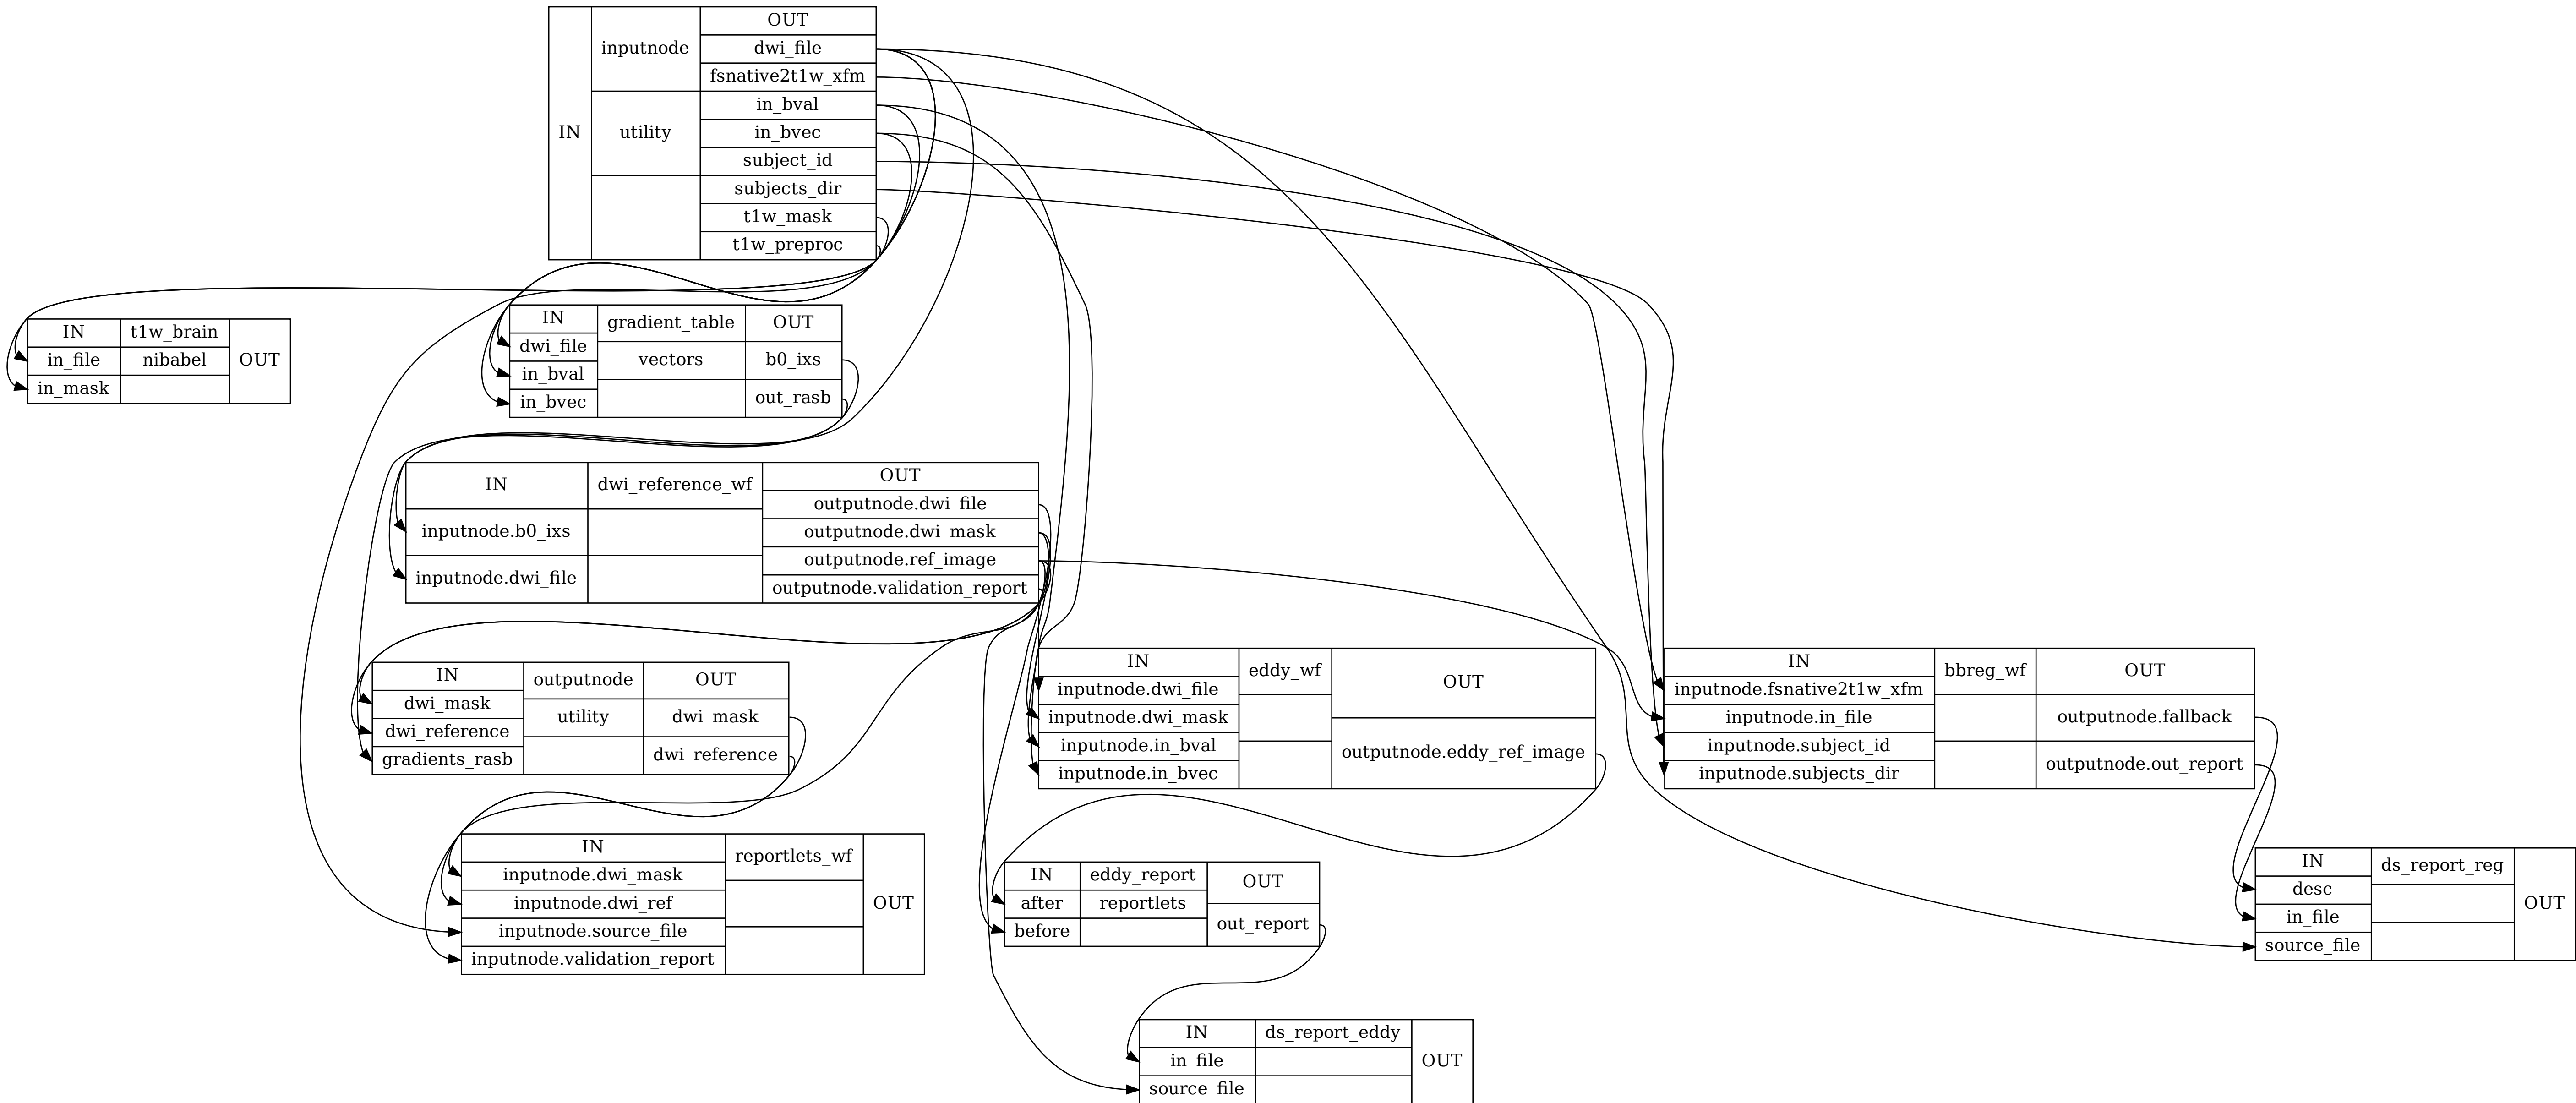 IN
inputnode
utility
OUT
dwi_file
fsnative2t1w_xfm
in_bval
in_bvec
subject_id
subjects_dir
t1w_mask
t1w_preproc
IN
in_file
in_mask
t1w_brain
nibabel
OUT
IN
dwi_file
in_bval
in_bvec
gradient_table
vectors
OUT
b0_ixs
out_rasb
IN
inputnode.b0_ixs
inputnode.dwi_file
dwi_reference_wf
OUT
outputnode.dwi_file
outputnode.dwi_mask
outputnode.ref_image
outputnode.validation_report
IN
dwi_mask
dwi_reference
gradients_rasb
outputnode
utility
OUT
dwi_mask
dwi_reference
IN
inputnode.dwi_file
inputnode.dwi_mask
inputnode.in_bval
inputnode.in_bvec
eddy_wf
OUT
outputnode.eddy_ref_image
IN
inputnode.fsnative2t1w_xfm
inputnode.in_file
inputnode.subject_id
inputnode.subjects_dir
bbreg_wf
OUT
outputnode.fallback
outputnode.out_report
IN
inputnode.dwi_mask
inputnode.dwi_ref
inputnode.source_file
inputnode.validation_report
reportlets_wf
OUT
IN
after
before
eddy_report
reportlets
OUT
out_report
IN
desc
in_file
source_file
ds_report_reg
OUT
IN
in_file
source_file
ds_report_eddy
OUT